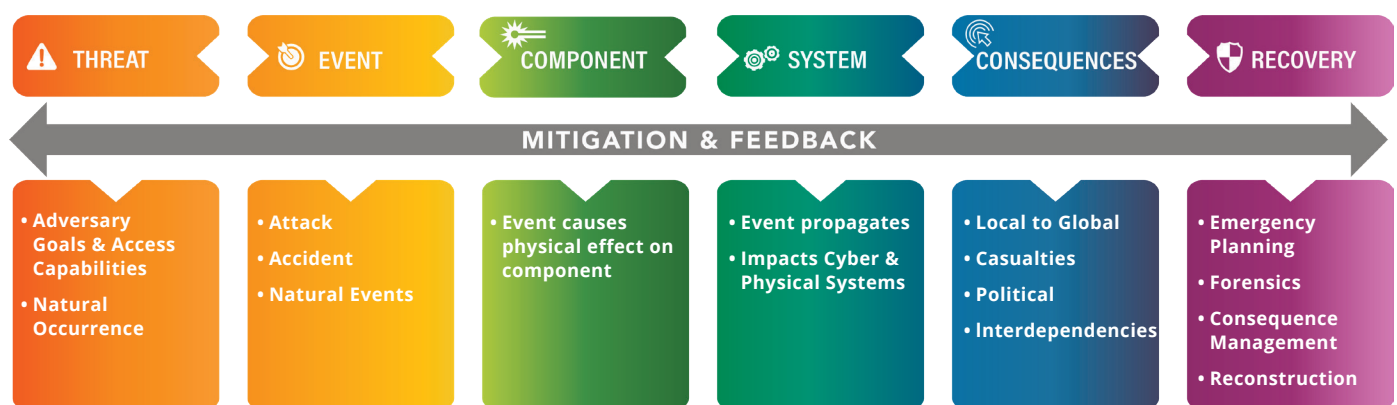 THREAT
EVENT
COMPONENT
SYSTEM
CONSEQUENCES
RECOVERY
MITIGATION & FEEDBACK
• Adversary
Goals & Access
Capabilities
• Natural
Occurrence
• Attack
• Accident
• Natural Events
• Event causes
physical effect on
component
• Event propagates
• Impacts Cyber &
Physical Systems
• Local to Global
• Casualties
• Political
• Interdependencies
• Emergency
Planning
• Forensics
• Consequence
Management
• Reconstruction